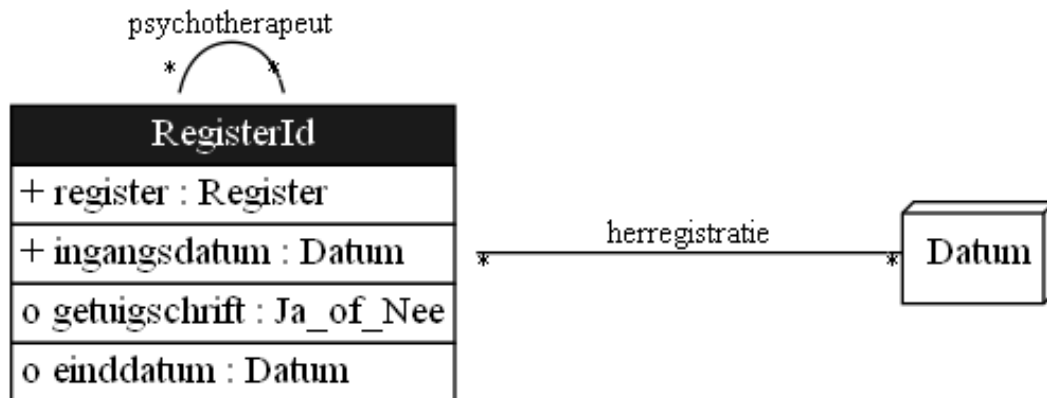 psychotherapeut
* *
RegisterId
+ register : Register
+ ingangsdatum : Datum
o getuigschrift : Ja_of_Nee
o einddatum : Datum
herregistratie
* *
Datum